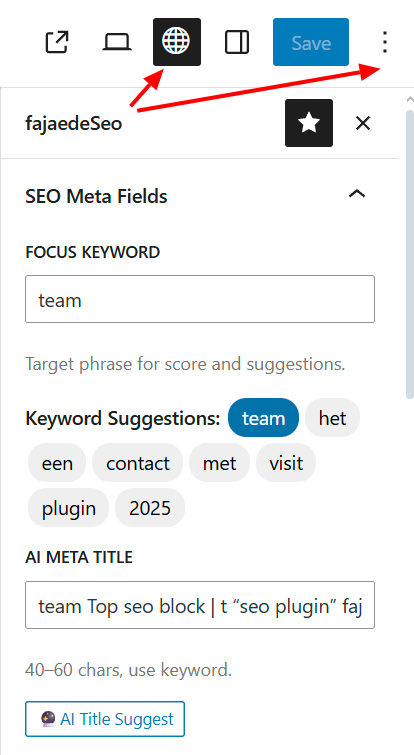 Save
fajaedeSeo
SEO Meta Fields
FOCUS KEYWORD
team
Target phrase for score and suggestions.
Keyword Suggestions: team het
een contact met visit
plugin 2025
AI META TITLE
team Top seo block | t “seo plugin” faj
40–60 chars, use keyword.
AI Title Suggest